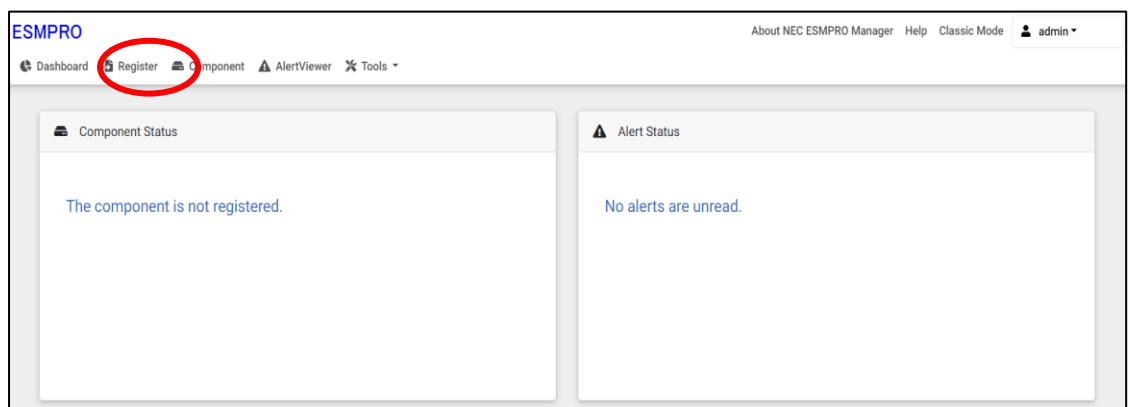 ESMPRO
About NEC ESMPRO Manager Help Classic Mode admin
Dashboard Register Component AlertViewer Tools
Component Status
Alert Status
The component is not registered.
No alerts are unread.